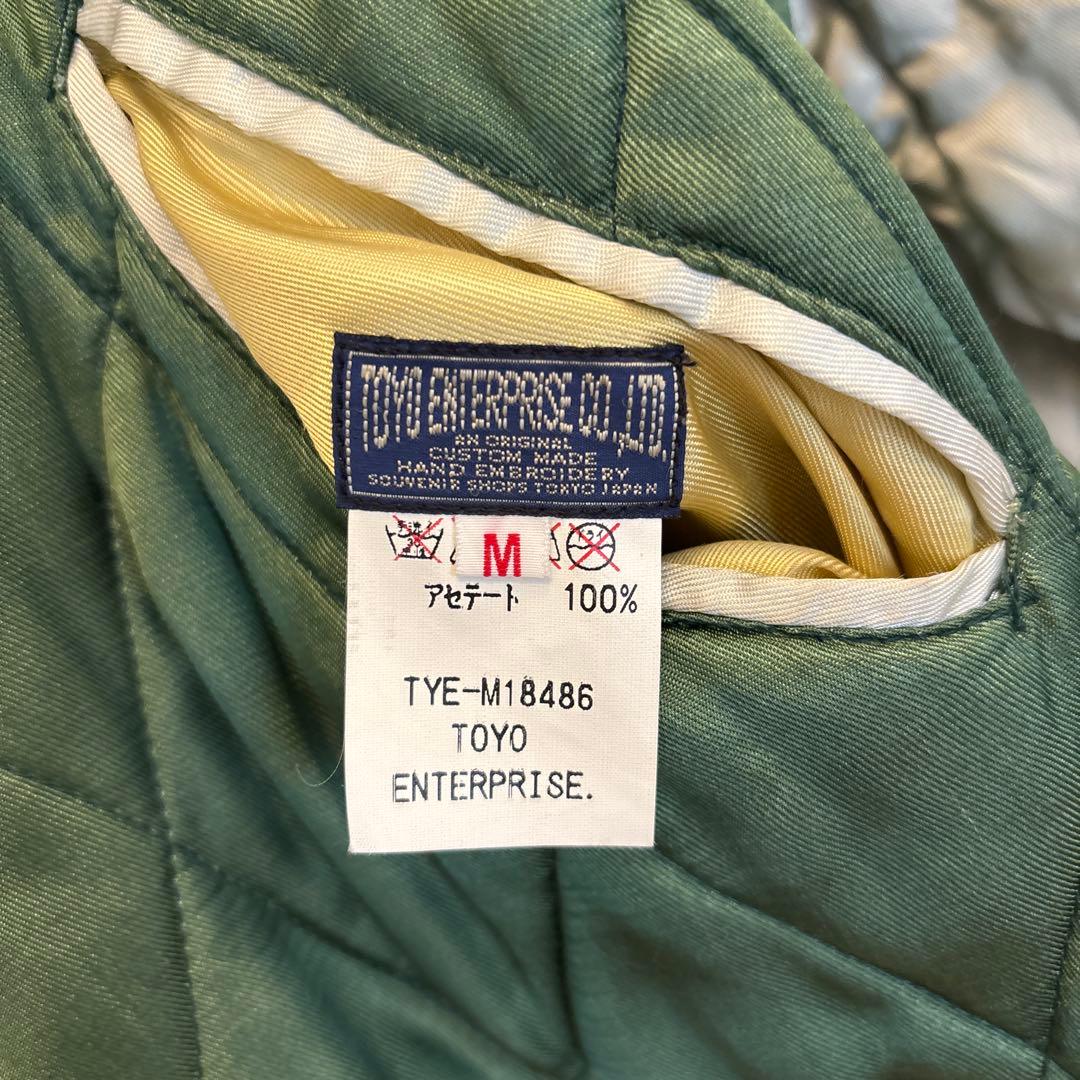 TOYO ENTERPRISE CO.,LTD.
AN ORIGINAL
CUSTOM MADE
HAND EMBROIDERY
SOUVENIR SHOPS TOKYO JAPAN
M
アセテート 100%
TYE-M18486
TOYO
ENTERPRISE.